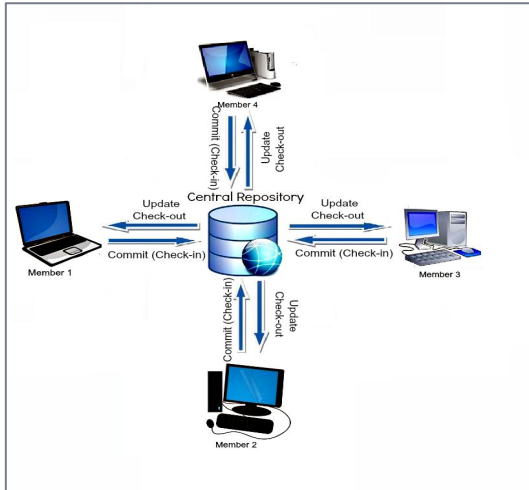 Member 4
Commit (Check-in)
Update
Check-out
Central Repository
Update
Check-out
Commit (Check-in)
Member 1
Update
Check-out
Commit (Check-in)
Member 3
Commit (Check-in)
Update
Check-out
Member 2